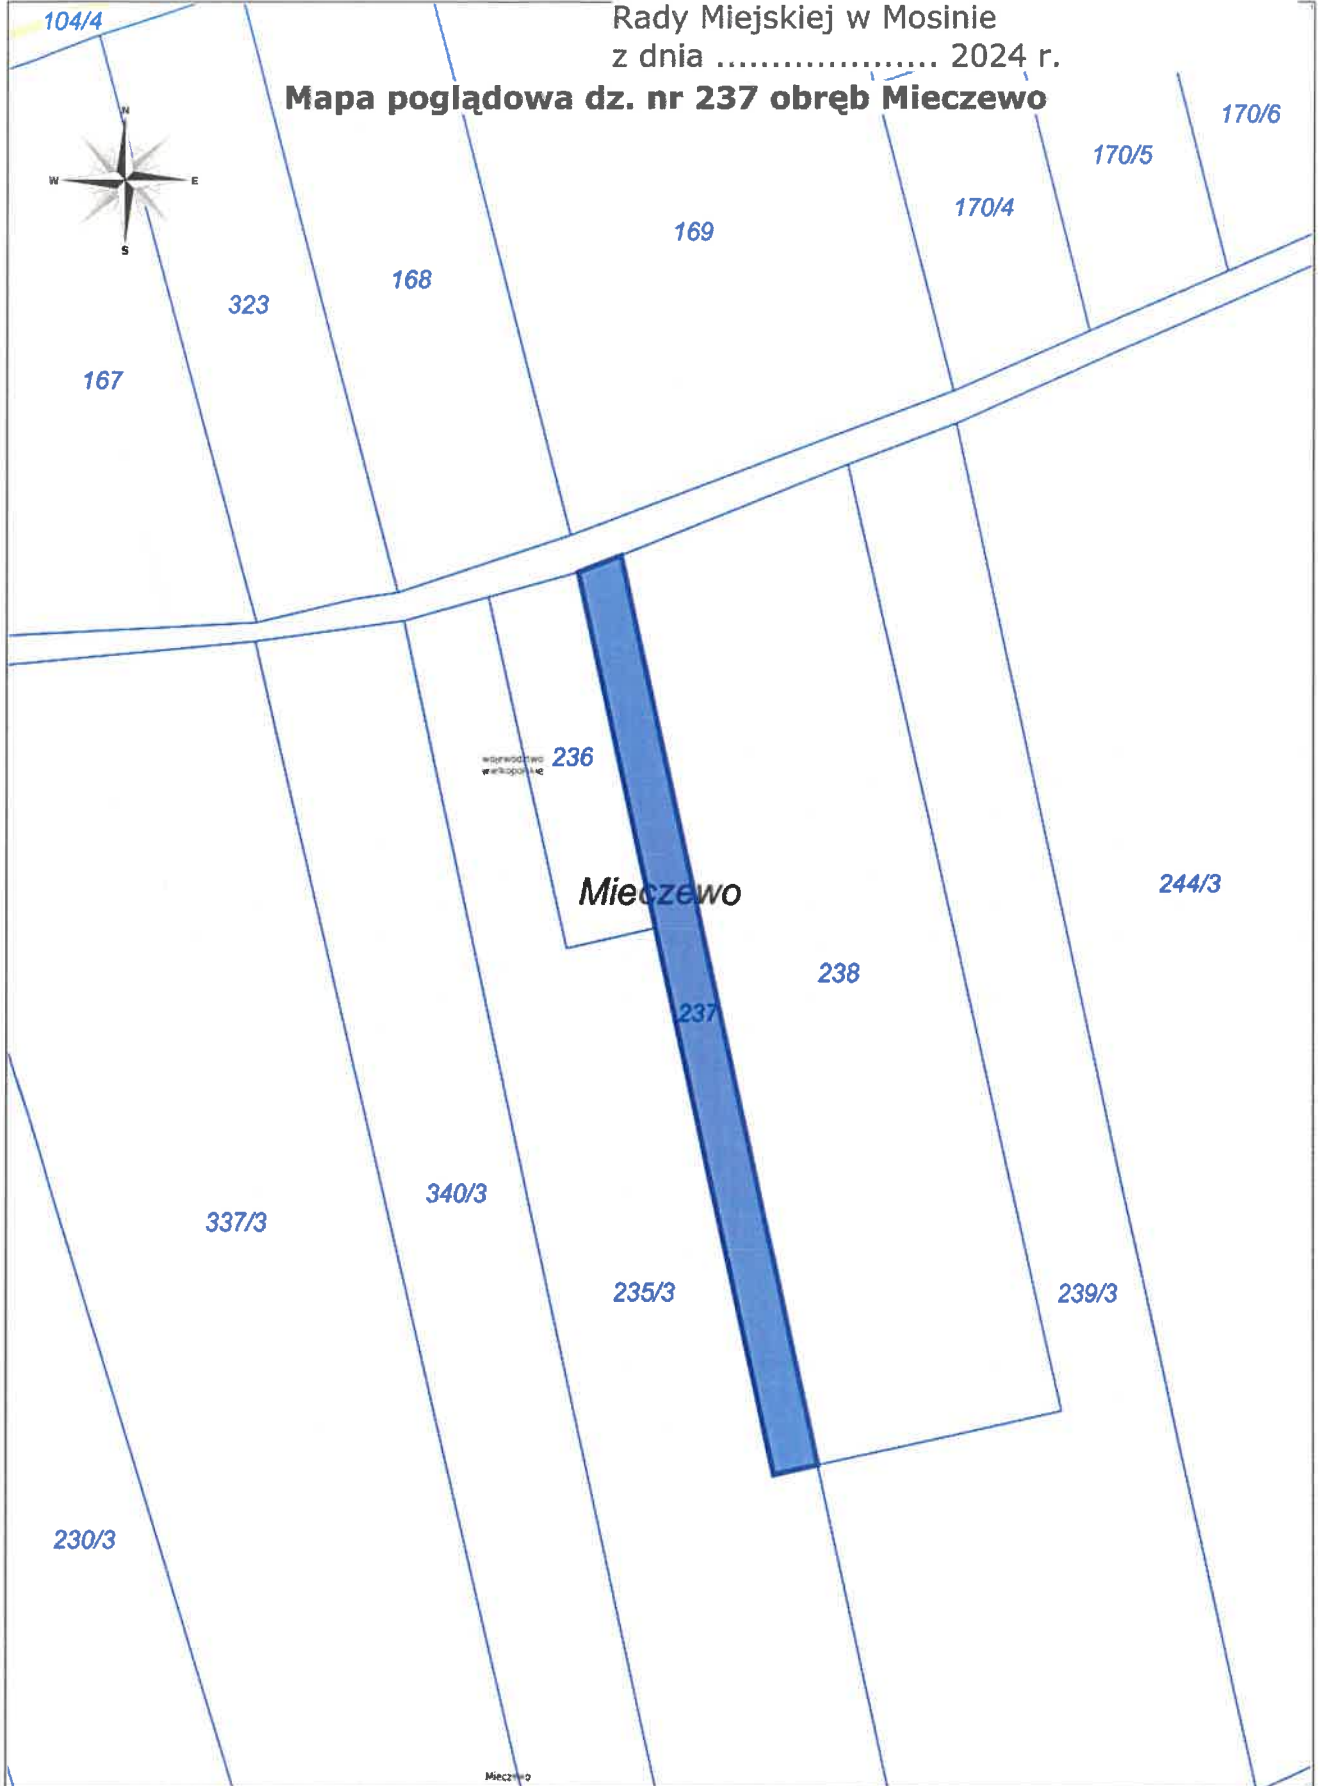 104/4
Rady Miejskiej w Mosinie
z dnia .................... 2024 r.
Mapa poglądowa dz. nr 237 obręb Mieczewo
N
W
E
S
170/6
170/5
170/4
169
168
323
167
236
województwo
wielkopolskie
Mieczewo
244/3
238
237
340/3
337/3
235/3
239/3
230/3
Mieczewo